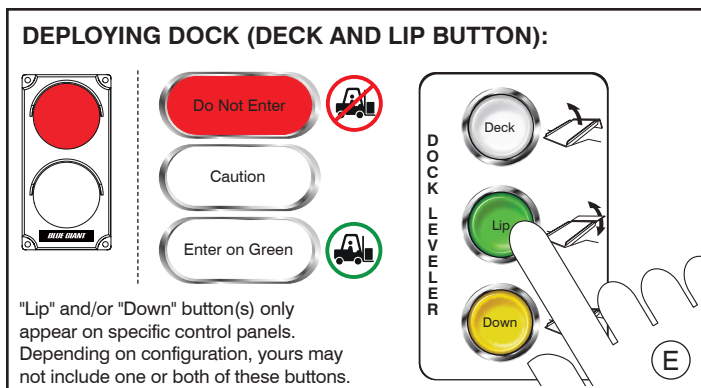 DEPLOYING DOCK (DECK AND LIP BUTTON):
BLUE GIANT
Do Not Enter
Caution
Enter on Green
"Lip" and/or "Down" button(s) only
appear on specific control panels.
Depending on configuration, yours may
not include one or both of these buttons.
DOCK LEVELER
Deck
Lip
Down
E